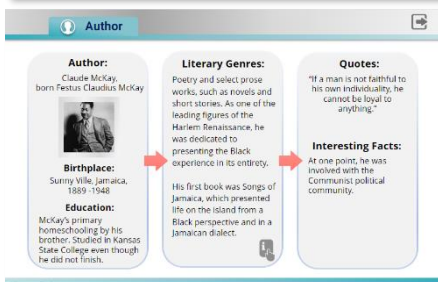 Author
Author:
Claude McKay,
born Festus Claudius McKay
Birthplace:
Sunny Ville, Jamaica,
1889 -1948
Education:
McKay's primary
homeschooling by his
brother. Studied in Kansas
State College even though
he did not finish.
Literary Genres:
Poetry and select prose
works, such as novels and
short stories. As one of the
leading figures of the
Harlem Renaissance, he
was dedicated to
presenting the Black
experience in its entirety.
His first book was Songs of
Jamaica, which presented
life on the island from a
Black perspective and in a
Jamaican dialect.
Quotes:
"If a man is not faithful to
his own individuality, he
cannot be loyal to
anything."
Interesting Facts:
At one point, he was
involved with the
Communist political
community.